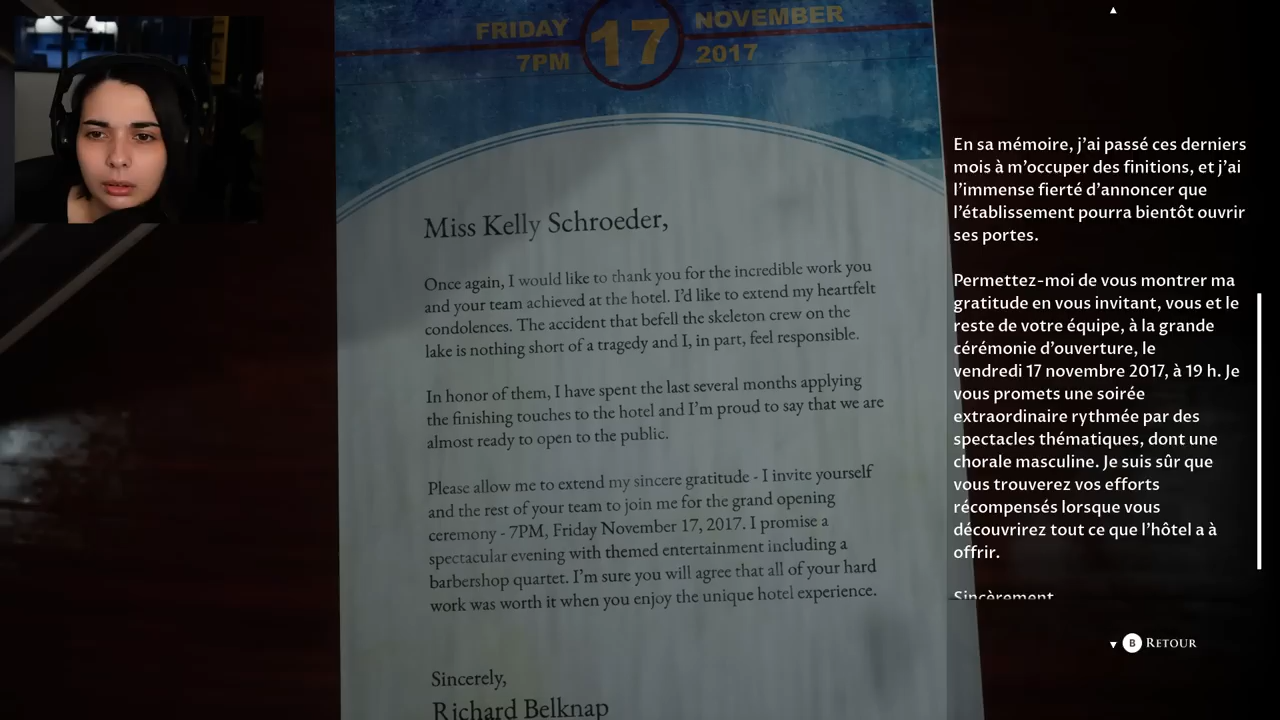 FRIDAY 17 NOVEMBER
7PM 2017
Miss Kelly Schroeder,
Once again, I would like to thank you for the incredible work you
and your team achieved at the hotel. I'd like to extend my heartfelt
condolences. The accident that befell the skeleton crew on the
lake is nothing short of a tragedy and I, in part, feel responsible.
In honor of them, I have spent the last several months applying
the finishing touches to the hotel and I'm proud to say that we are
almost ready to open to the public.
Please allow me to extend my sincere gratitude - I invite yourself
and the rest of your team to join me for the grand opening
ceremony - 7PM, Friday November 17, 2017. I promise a
spectacular evening with themed entertainment including a
barbershop quartet. I'm sure you will agree that all of your hard
work was worth it when you enjoy the unique hotel experience.
Sincerely,
Richard Belknap
En sa mémoire, j'ai passé ces derniers
mois à m'occuper des finitions, et j'ai
l'immense fierté d'annoncer que
l'établissement pourra bientôt ouvrir
ses portes.
Permettez-moi de vous montrer ma
gratitude en vous invitant, vous et le
reste de votre équipe, à la grande
cérémonie d'ouverture, le
vendredi 17 novembre 2017, à 19 h. Je
vous promets une soirée
extraordinaire rythmée par des
spectacles thématiques, dont une
chorale masculine. Je suis sûr que
vous trouverez vos efforts
récompensés lorsque vous
découvrirez tout ce que l'hôtel a à
offrir.
Sincèrement
B RETOUR